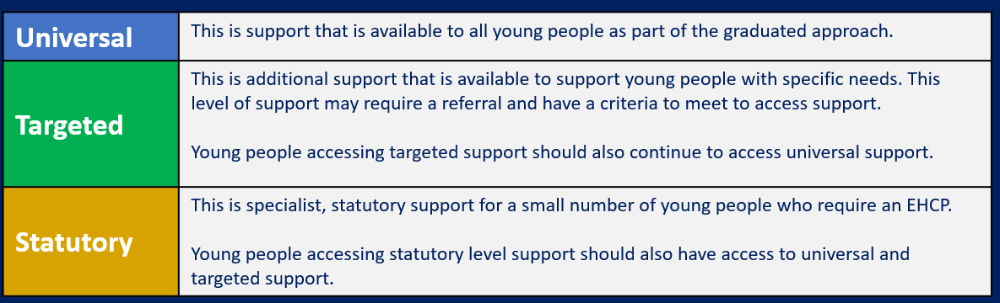 Universal
This is support that is available to all young people as part of the graduated approach.
Targeted
This is additional support that is available to support young people with specific needs. This
level of support may require a referral and have a criteria to meet to access support.
Young people accessing targeted support should also continue to access universal support.
Statutory
This is specialist, statutory support for a small number of young people who require an EHCP.
Young people accessing statutory level support should also have access to universal and
targeted support.